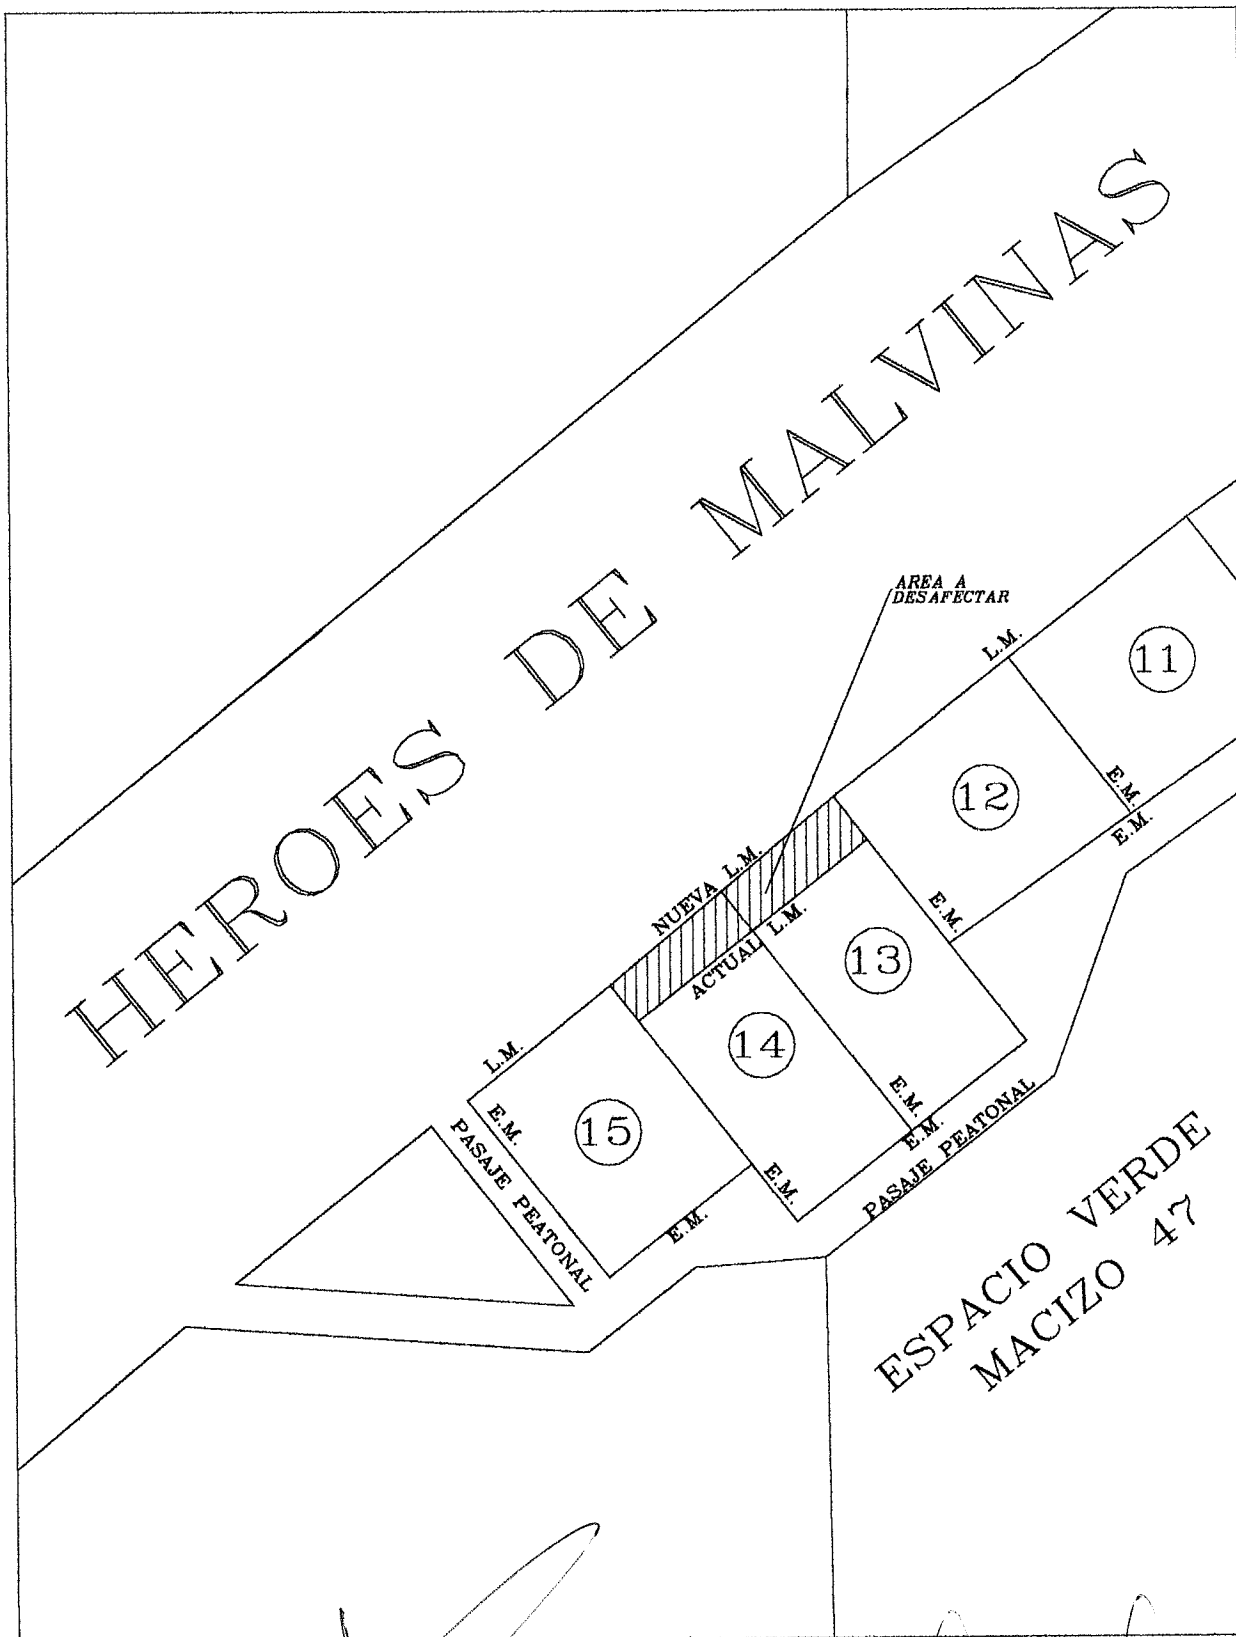 HEROES DE MALVINAS
AREA A
DESAFECTAR
L.M.
11
12
E.M.
E.M.
NUEVA L.M.
ACTUAL L.M.
E.M.
13
14
L.M.
E.M.
15
E.M.
E.M.
E.M.
E.M.
PASAJE PEATONAL
PASAJE PEATONAL
ESPACIO VERDE
MACIZO 47